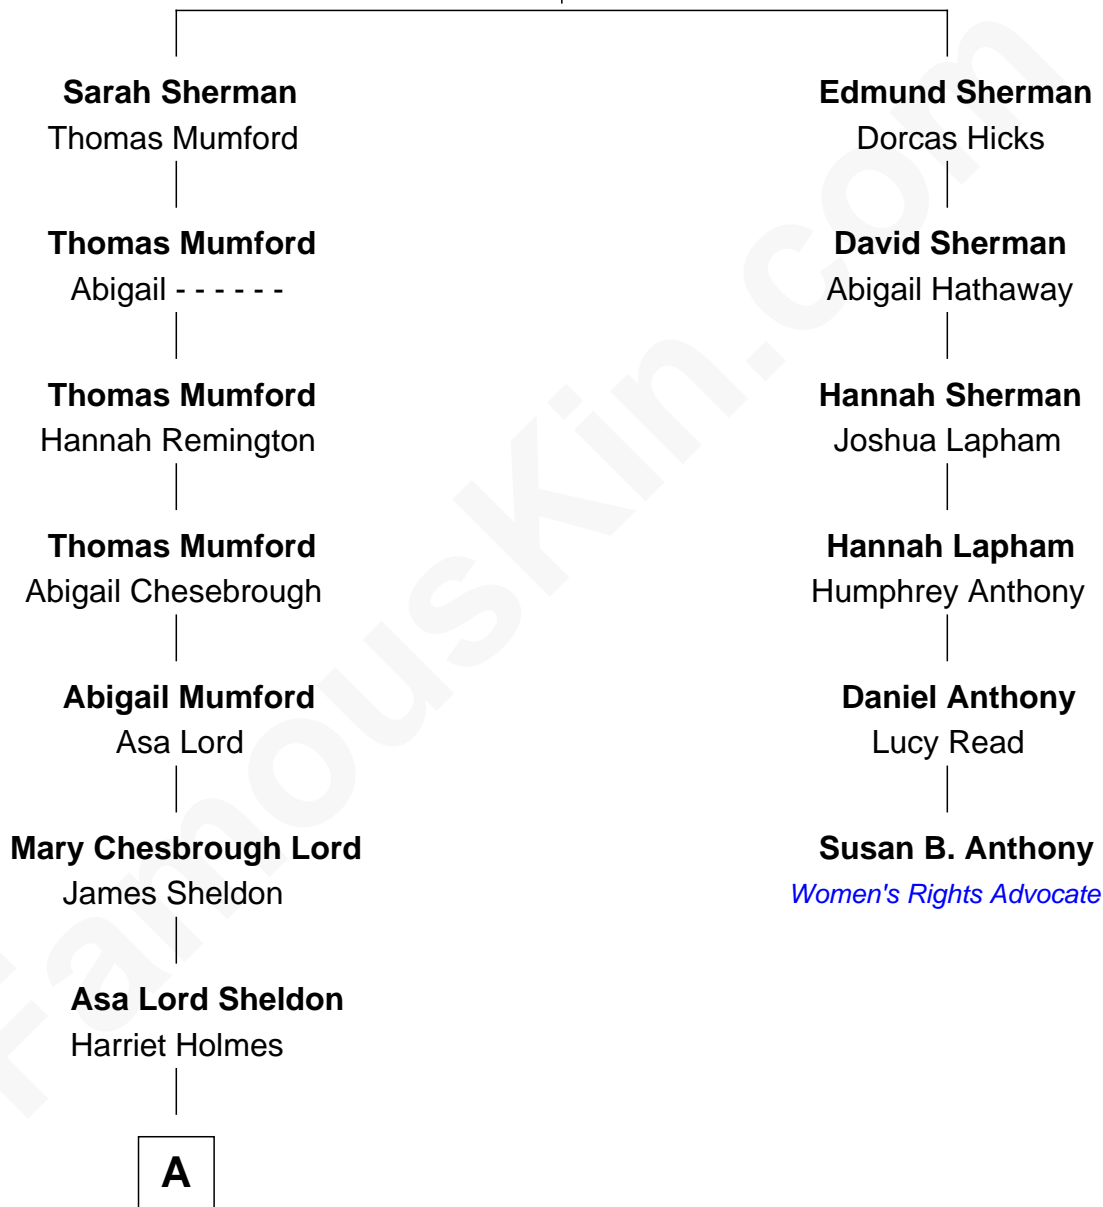 Sarah Sherman
Thomas Mumford
Thomas Mumford
Abigail - - - - - -
Thomas Mumford
Hannah Remington
Thomas Mumford
Abigail Chesebrough
Abigail Mumford
Asa Lord
Mary Chesbrough Lord
James Sheldon
Asa Lord Sheldon
Harriet Holmes
A
Edmund Sherman
Dorcas Hicks
David Sherman
Abigail Hathaway
Hannah Sherman
Joshua Lapham
Hannah Lapham
Humphrey Anthony
Daniel Anthony
Lucy Read
Susan B. Anthony
Women's Rights Advocate
FamousKin.com